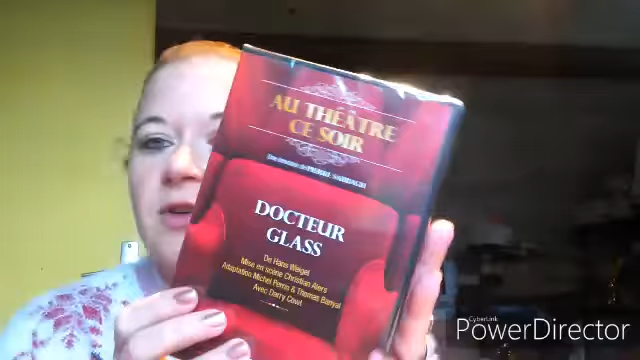 AU THÉÂTRE
CE SOIR
DOCTEUR
GLASS
De Hans Weigel
Mise en scène Christian Alers
Adaptation Michel Perrin & Thomas Banyai
Avec Darry Cowl
CyberLink
PowerDirector